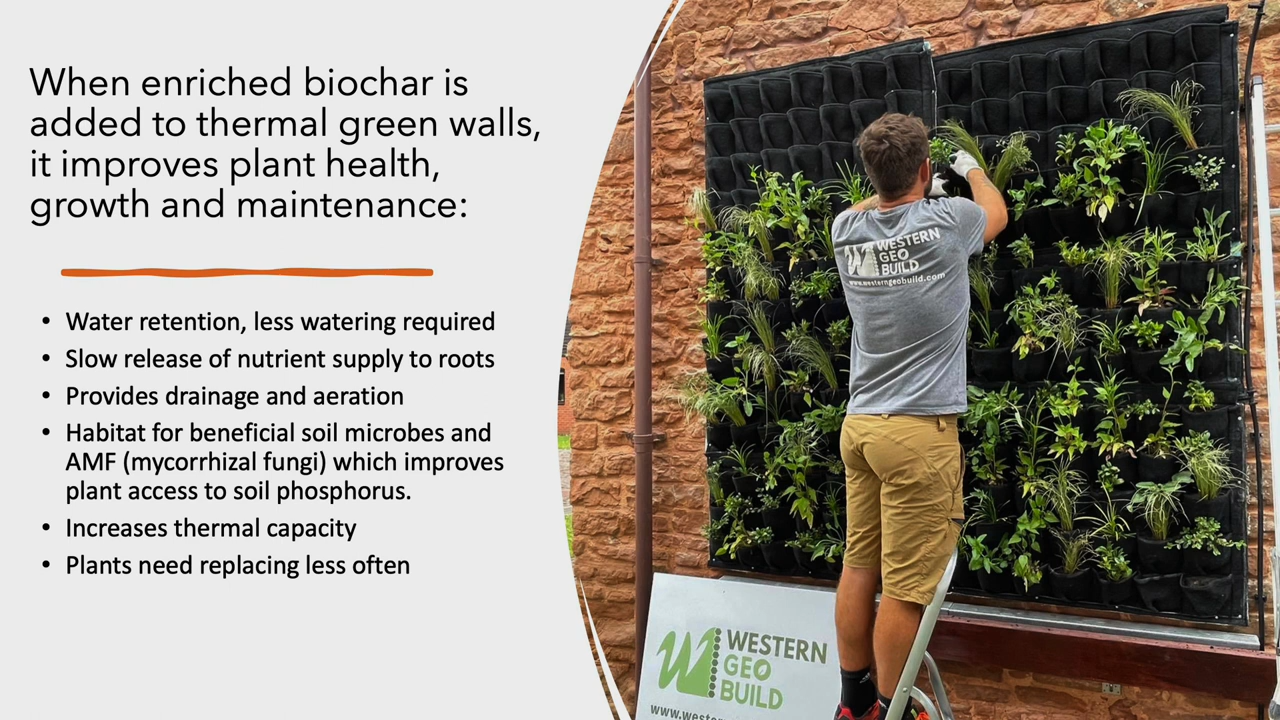 When enriched biochar is
added to thermal green walls,
it improves plant health,
growth and maintenance:
• Water retention, less watering required
• Slow release of nutrient supply to roots
• Provides drainage and aeration
• Habitat for beneficial soil microbes and
AMF (mycorrhizal fungi) which improves
plant access to soil phosphorus.
• Increases thermal capacity
• Plants need replacing less often
WESTERN
GEO
BUILD
www.westerngeobuild.com
WESTERN
GEO
BUILD
www.weste